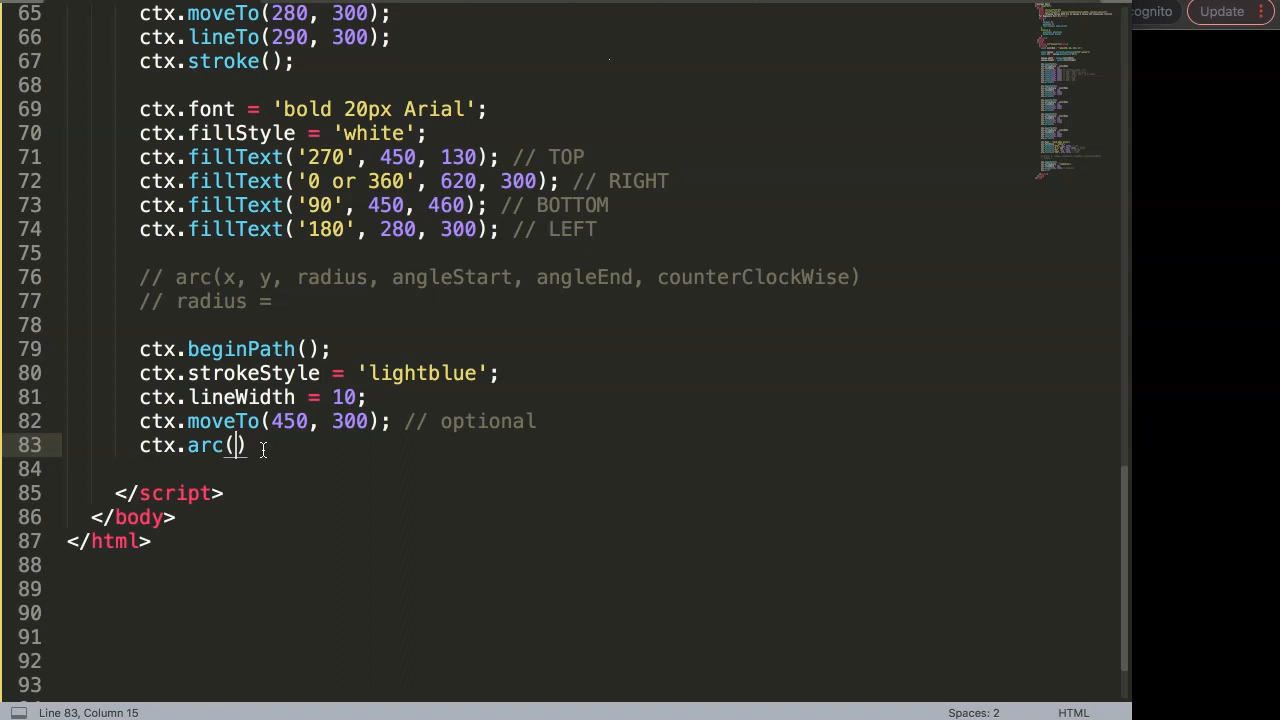 65 ctx.moveTo(280, 300);
66 ctx.lineTo(290, 300);
67 ctx.stroke();
68
69 ctx.font = 'bold 20px Arial';
70 ctx.fillStyle = 'white';
71 ctx.fillText('270', 450, 130); // TOP
72 ctx.fillText('0 or 360', 620, 300); // RIGHT
73 ctx.fillText('90', 450, 460); // BOTTOM
74 ctx.fillText('180', 280, 300); // LEFT
75
76 // arc(x, y, radius, angleStart, angleEnd, counterClockWise)
77 // radius =
78
79 ctx.beginPath();
80 ctx.strokeStyle = 'lightblue';
81 ctx.lineWidth = 10;
82 ctx.moveTo(450, 300); // optional
83 ctx.arc()
84
85 </script>
86 </body>
87 </html>
88
89
90
91
92
93
Line 83, Column 15
Spaces: 2
HTML
cognito
Update